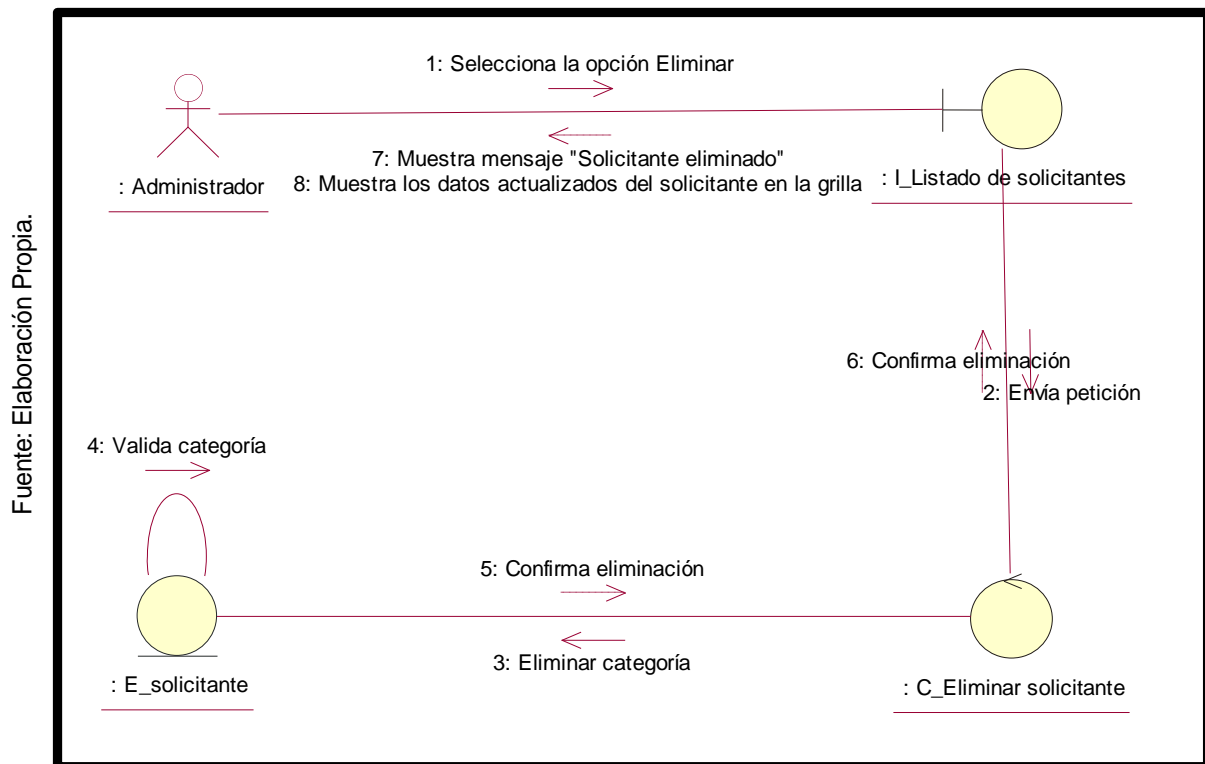 1: Selecciona la opción Eliminar
7: Muestra mensaje "Solicitante eliminado"
8: Muestra los datos actualizados del solicitante en la grilla
: Administrador
: I_Listado de solicitantes
Fuente: Elaboración Propia.
6: Confirma eliminación
2: Envía petición
4: Valida categoría
5: Confirma eliminación
3: Eliminar categoría
: E_solicitante
: C_Eliminar solicitante